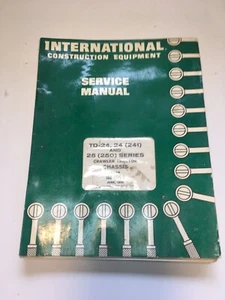 INTERNATIONAL
CONSTRUCTION EQUIPMENT
SERVICE
MANUAL
TD-24, 24 (241)
AND
25 (250) SERIES
CRAWLER TRACTOR
CHASSIS